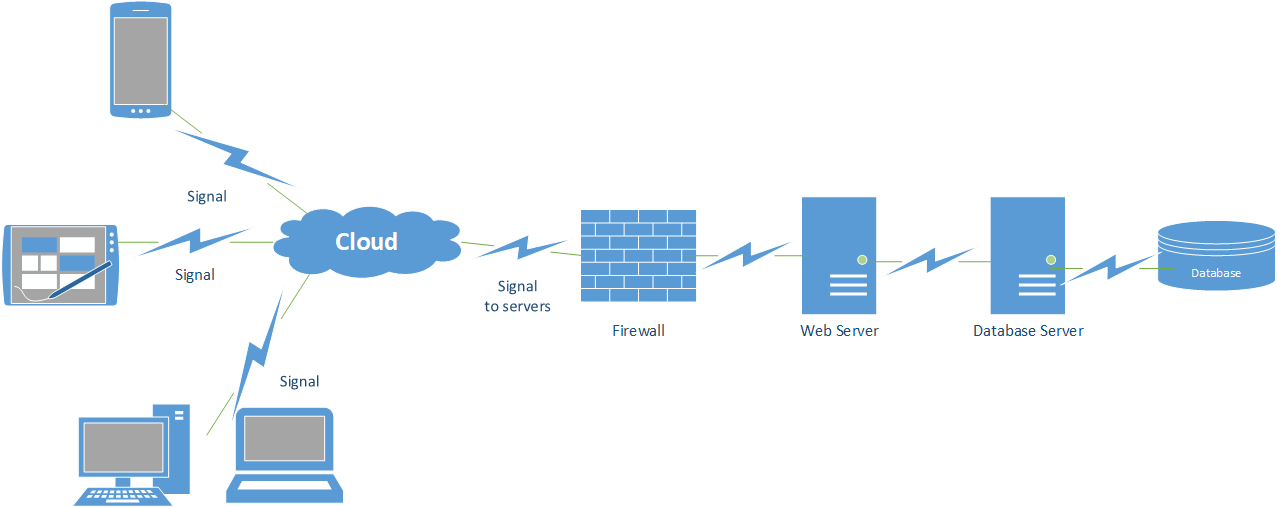 Signal
Signal
Cloud
Signal
Signal
to servers
Firewall
Web Server
Database Server
Database